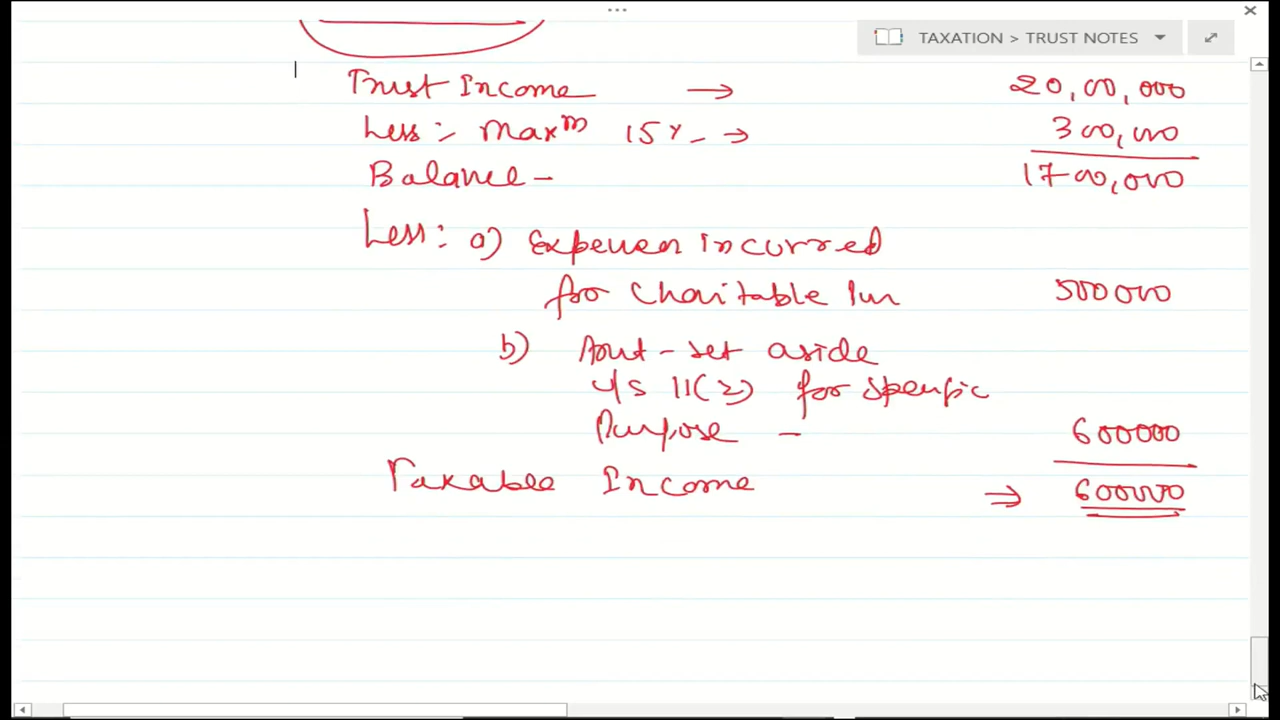 TAXATION > TRUST NOTES
Trust Income → 20,00,000
Less :- Maxm 15% → 300,000
Balance - 1700,000
Less : a) Expenses incurred
for Charitable Pur 500000
b) Amt - set aside
u/s 11(2) for specific
Purpose - 600000
Taxable Income ⇒ 600000